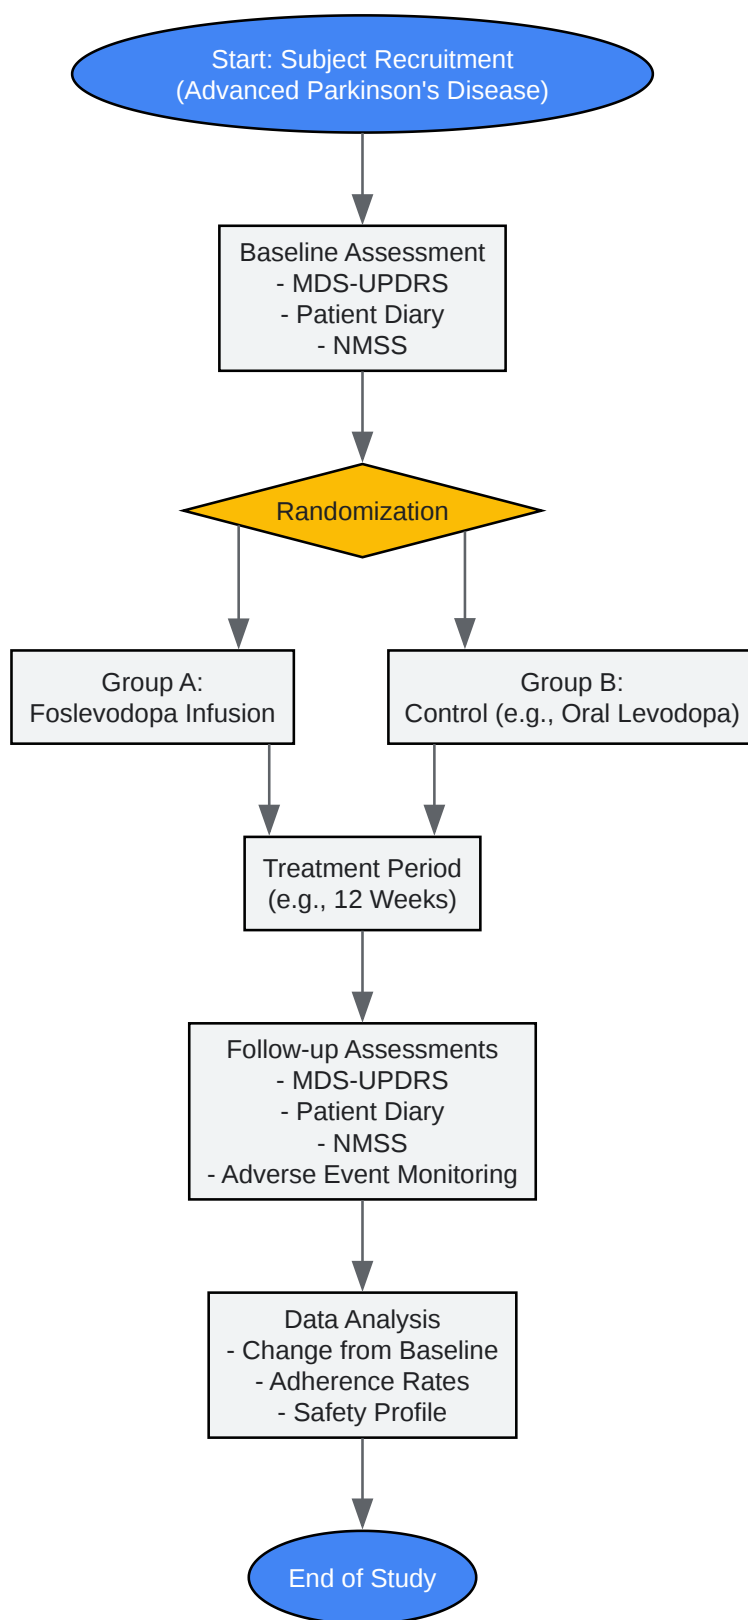 Start: Subject Recruitment
(Advanced Parkinson's Disease)
Baseline Assessment
- MDS-UPDRS
- Patient Diary
- NMSS
Randomization
Group A:
Foslevodopa Infusion
Group B:
Control (e.g., Oral Levodopa)
Treatment Period
(e.g., 12 Weeks)
Follow-up Assessments
- MDS-UPDRS
- Patient Diary
- NMSS
- Adverse Event Monitoring
Data Analysis
- Change from Baseline
- Adherence Rates
- Safety Profile
End of Study